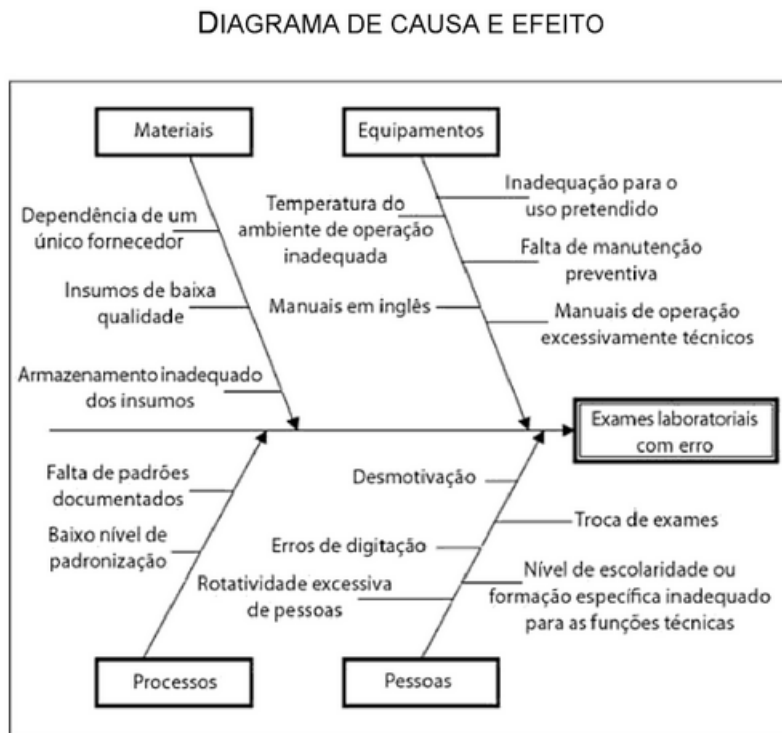 DIAGRAMA DE CAUSA E EFEITO
Materiais
Dependência de um
único fornecedor
Insumos de baixa
qualidade
Armazenamento inadequado
dos insumos
Equipamentos
Temperatura do
ambiente de operação
inadequada
Manuais em inglês
Inadequação para o
uso pretendido
Falta de manutenção
preventiva
Manuais de operação
excessivamente técnicos
Exames laboratoriais
com erro
Falta de padrões
documentados
Baixo nível de
padronização
Processos
Desmotivação
Erros de digitação
Rotatividade excessiva
de pessoas
Troca de exames
Nível de escolaridade ou
formação específica inadequado
para as funções técnicas
Pessoas